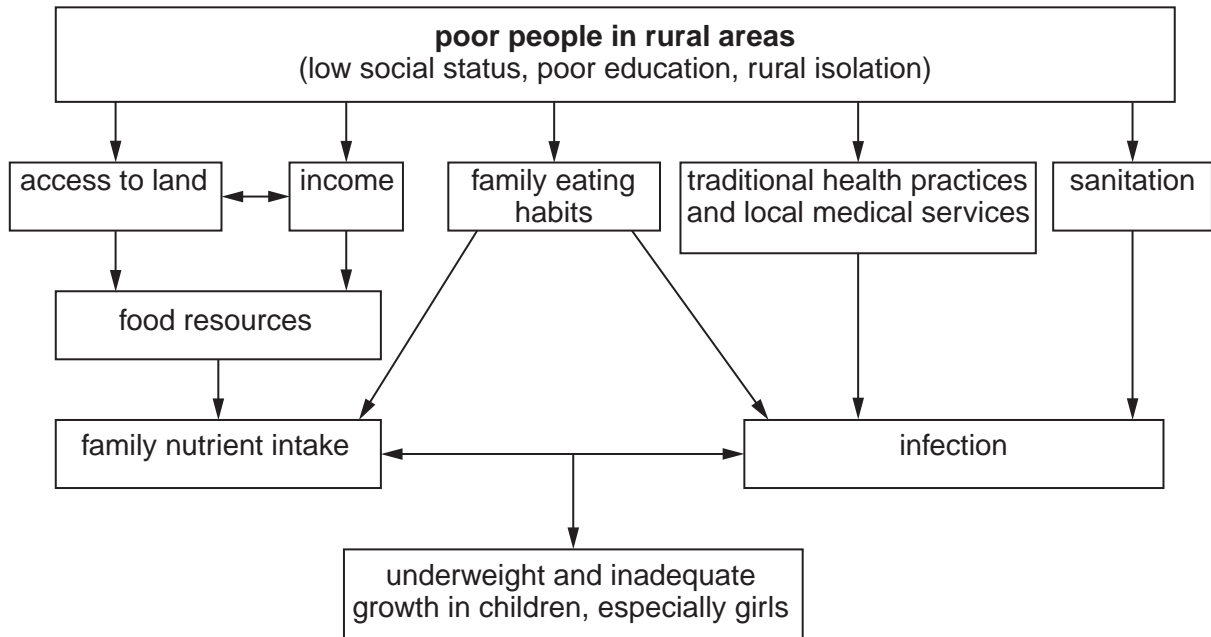 poor people in rural areas
(low social status, poor education, rural isolation)
access to land
income
family eating
habits
traditional health practices
and local medical services
sanitation
food resources
family nutrient intake
infection
underweight and inadequate
growth in children, especially girls